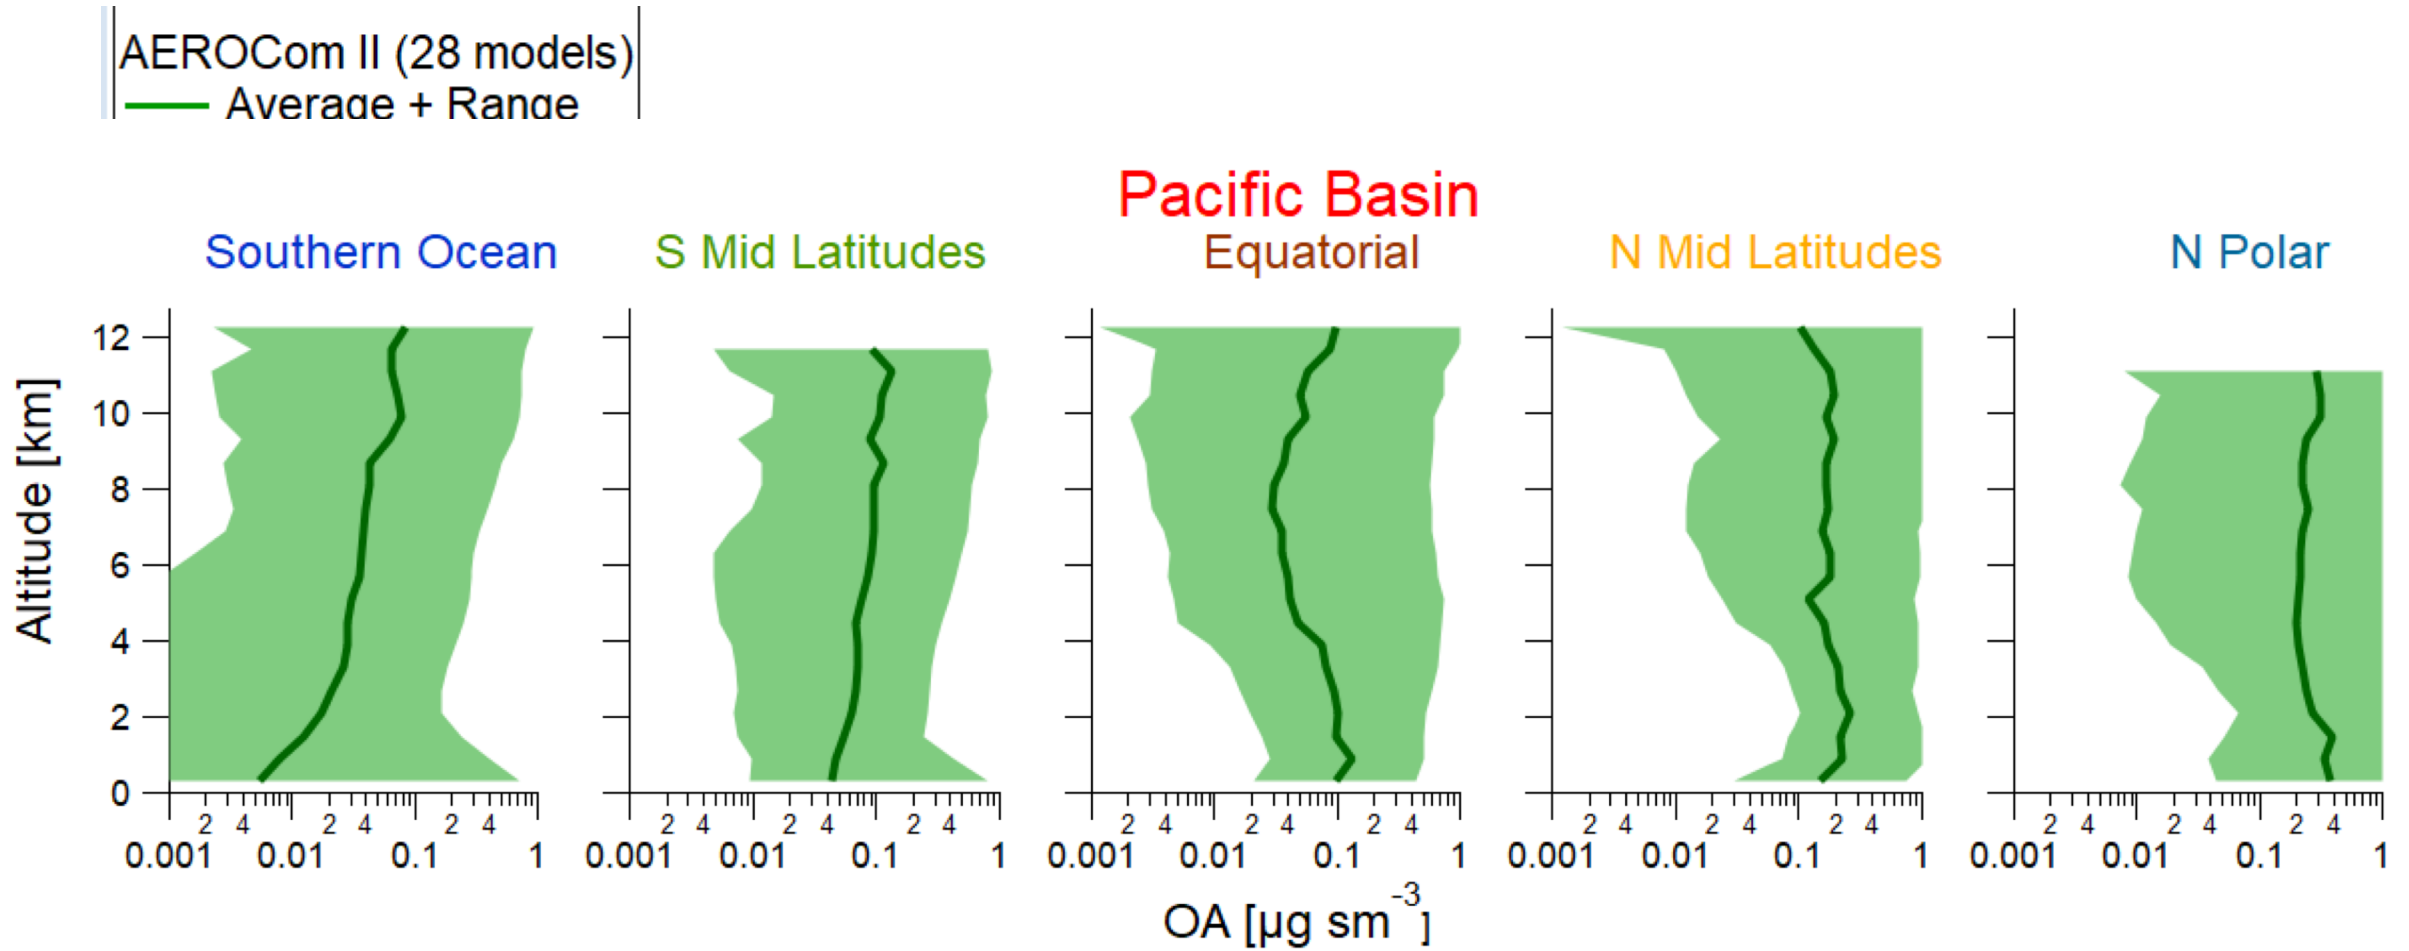 AEROCom II (28 models)
Average + Range
Pacific Basin
Southern Ocean
S Mid Latitudes
Equatorial
N Mid Latitudes
N Polar
Altitude [km]
12
10
8
6
4
2
0
2 4 2 4 2 4
0.001 0.01 0.1 1
2 4 2 4 2 4
0.001 0.01 0.1 1
2 4 2 4 2 4
0.001 0.01 0.1 1
2 4 2 4 2 4
0.001 0.01 0.1 1
2 4 2 4 2 4
0.001 0.01 0.1 1
OA [µg sm⁻³]